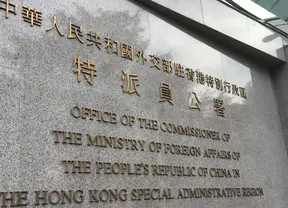 中華人民共和國外交部駐香港特別行政區
特派員公署
OFFICE OF THE COMMISSIONER OF
THE MINISTRY OF FOREIGN AFFAIRS OF
THE PEOPLE'S REPUBLIC OF CHINA IN
THE HONG KONG SPECIAL ADMINISTRATIVE REGION